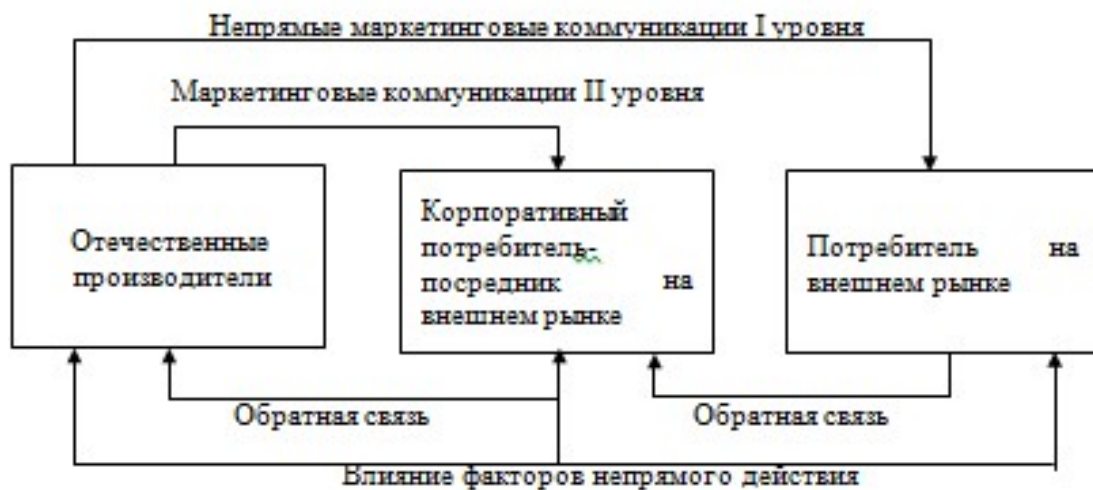 Непрямые маркетинговые коммуникации I уровня
Маркетинговые коммуникации II уровня
Отечественные
производители
Корпоративный
потребитель-
посредник на
внешнем рынке
Потребитель на
внешнем рынке
Обратная связь
Обратная связь
Влияние факторов непрямого действия